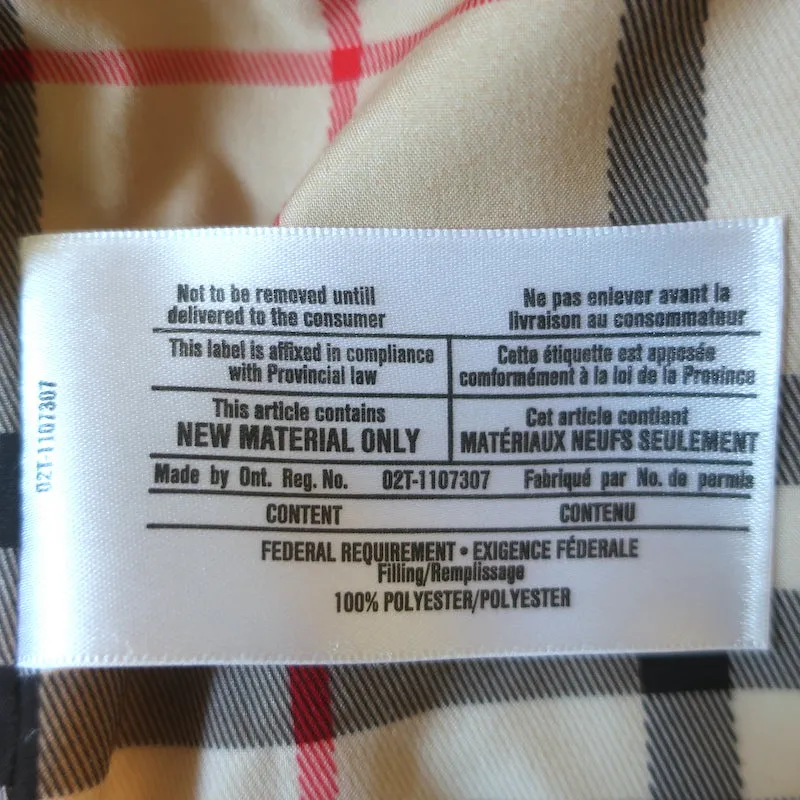 Not to be removed untill
delivered to the consumer
Ne pas enlever avant la
livraison au consommateur
This label is affixed in compliance
with Provincial law
Cette étiquette est apposée
comformément à la loi de la Province
This article contains
NEW MATERIAL ONLY
Cet article contient
MATÉRIAUX NEUFS SEULEMENT
Made by Ont. Reg. No. 02T-1107307 Fabriqué par No. de permis
CONTENT CONTENU
FEDERAL REQUIREMENT • EXIGENCE FÉDERALE
Filling/Remplissage
100% POLYESTER/POLYESTER
02T-1107307